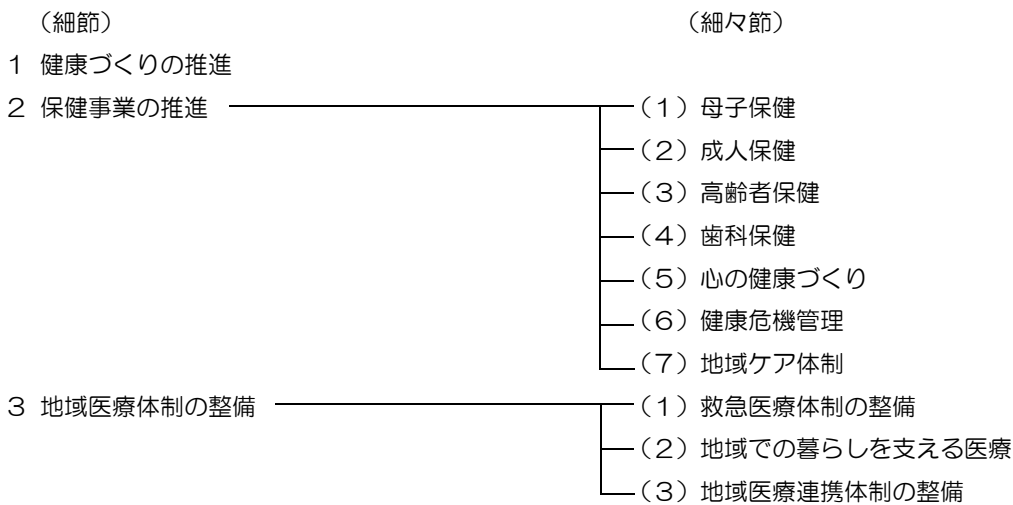 （細節） （細々節）
１ 健康づくりの推進
２ 保健事業の推進 （１）母子保健
（２）成人保健
（３）高齢者保健
（４）歯科保健
（５）心の健康づくり
（６）健康危機管理
（７）地域ケア体制
３ 地域医療体制の整備 （１）救急医療体制の整備
（２）地域での暮らしを支える医療
（３）地域医療連携体制の整備